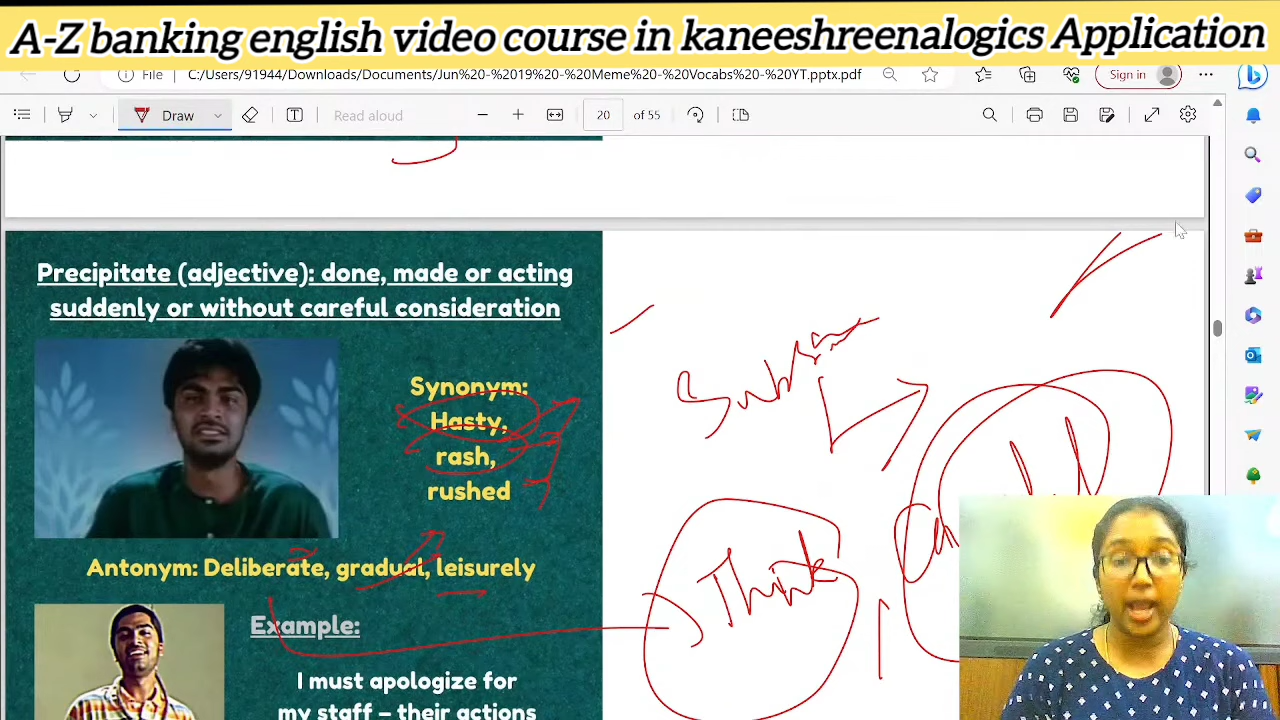 A-Z banking english video course in kaneeshreenalogics Application
File
C:/Users/91944/Downloads/Documents/Jun%20-%2019%20-%20Meme%20-%20Vocabs%20-%20YT.pptx.pdf
Sign in
Draw
Read aloud
20 of 55
Precipitate (adjective): done, made or acting
suddenly or without careful consideration
Synonym:
Hasty,
rash,
rushed
Antonym: Deliberate, gradual, leisurely
Example:
I must apologize for
my staff – their actions
Think